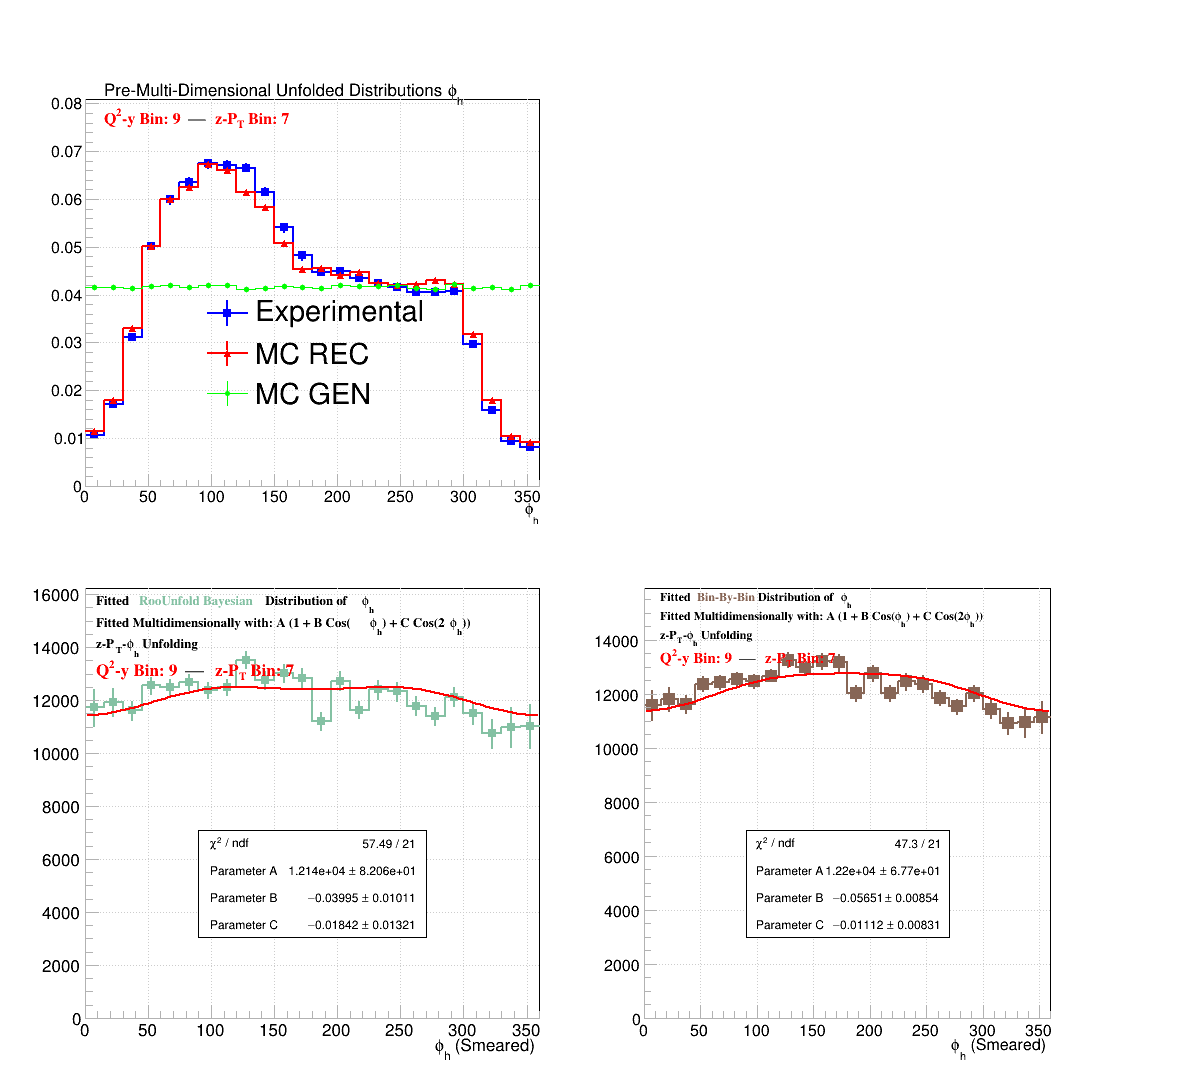 Pre-Multi-Dimensional Unfolded Distributions ϕh
Q2-y Bin: 9 — z-PT Bin: 7
0.08
0.07
0.06
0.05
0.04
0.03
0.02
0.01
0
Experimental
MC REC
MC GEN
0 50 100 150 200 250 300 350
ϕh
Fitted RooUnfold Bayesian Distribution of ϕh
Fitted Multidimensionally with: A (1 + B Cos( ϕh) + C Cos(2 ϕh))
z-PT-ϕh Unfolding
Q2-y Bin: 9 — z-PT Bin: 7
16000
14000
12000
10000
8000
6000
4000
2000
0
χ2 / ndf 57.49 / 21
Parameter A 1.214e+04 ± 8.206e+01
Parameter B −0.03995 ± 0.01011
Parameter C −0.01842 ± 0.01321
0 50 100 150 200 250 300 350
ϕh (Smeared)
Fitted Bin-By-Bin Distribution of ϕh
Fitted Multidimensionally with: A (1 + B Cos(ϕh) + C Cos(2ϕh))
z-PT-ϕh Unfolding
Q2-y Bin: 9 — z-PT Bin: 7
14000
12000
10000
8000
6000
4000
2000
0
χ2 / ndf 47.3 / 21
Parameter A 1.22e+04 ± 6.77e+01
Parameter B −0.05651 ± 0.00854
Parameter C −0.01112 ± 0.00831
0 50 100 150 200 250 300 350
ϕh (Smeared)